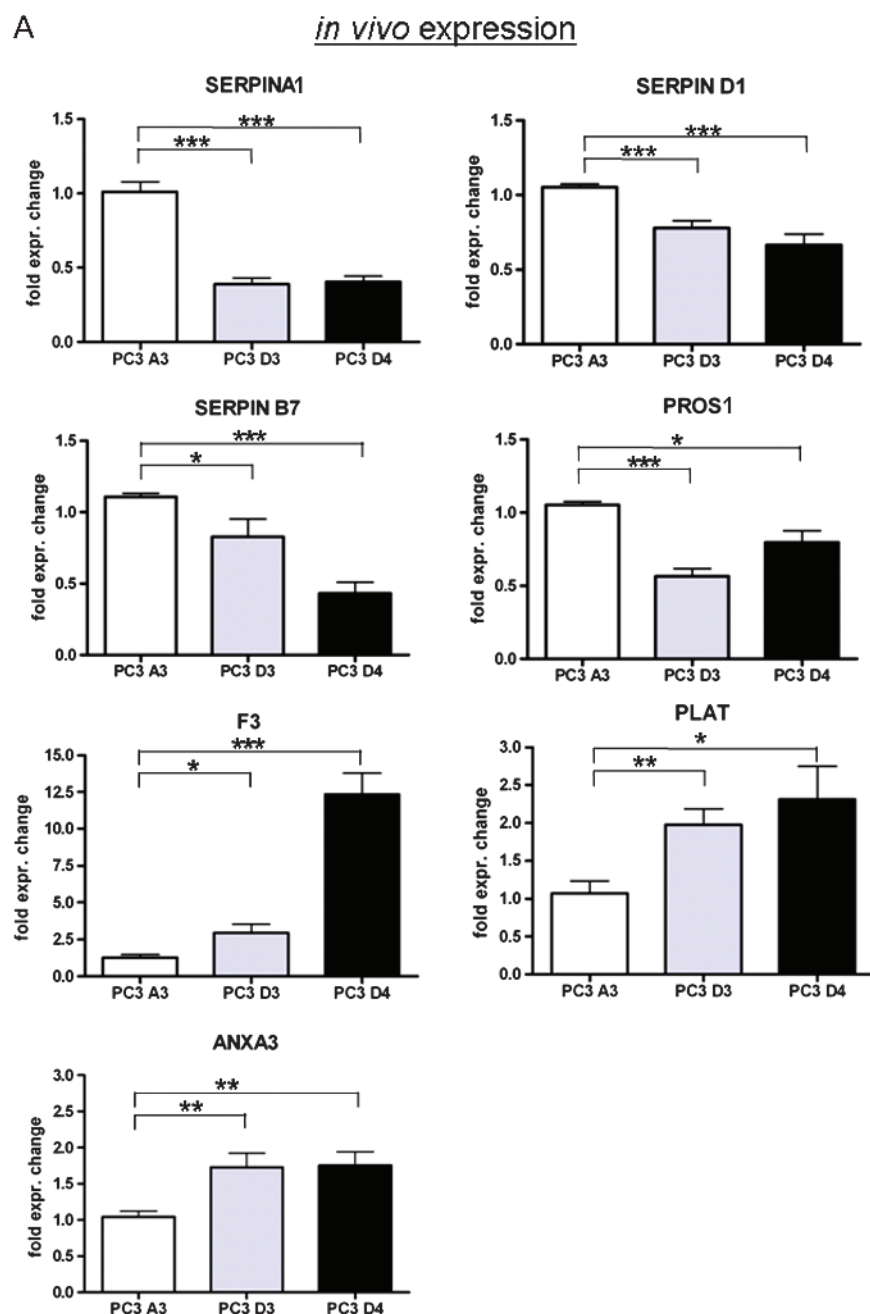 A
in vivo expression
SERPINA1
fold expr. change
1.5
1.0
0.5
0.0
***
***
PC3 A3 PC3 D3 PC3 D4
SERPIN D1
fold expr. change
1.5
1.0
0.5
0.0
***
***
PC3 A3 PC3 D3 PC3 D4
SERPIN B7
fold expr. change
1.5
1.0
0.5
0.0
***
*
PC3 A3 PC3 D3 PC3 D4
PROS1
fold expr. change
1.5
1.0
0.5
0.0
*
***
PC3 A3 PC3 D3 PC3 D4
F3
fold expr. change
15.0
12.5
10.0
7.5
5.0
2.5
0.0
***
*
PC3 A3 PC3 D3 PC3 D4
PLAT
fold expr. change
3.0
2.5
2.0
1.5
1.0
0.5
0.0
*
**
PC3 A3 PC3 D3 PC3 D4
ANXA3
fold expr. change
3.0
2.5
2.0
1.5
1.0
0.5
0.0
**
**
PC3 A3 PC3 D3 PC3 D4